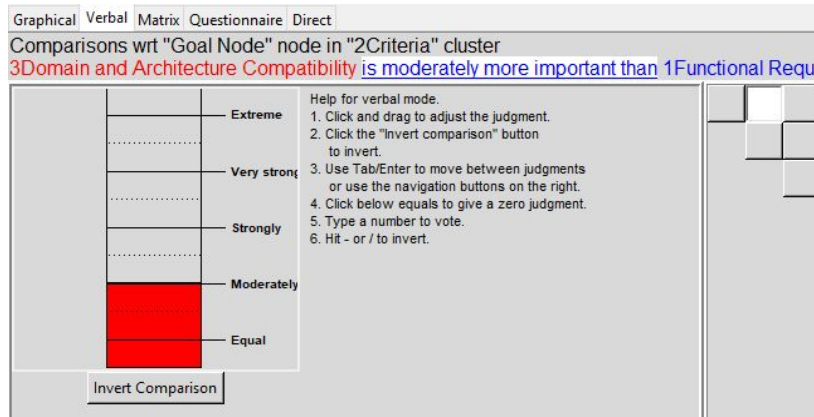 Graphical Verbal Matrix Questionnaire Direct
Comparisons wrt "Goal Node" node in "2Criteria" cluster
3Domain and Architecture Compatibility is moderately more important than 1Functional Requ
Extreme
Very strong
Strongly
Moderately
Equal
Invert Comparison
Help for verbal mode.
1. Click and drag to adjust the judgment.
2. Click the "Invert comparison" button
to invert.
3. Use Tab/Enter to move between judgments
or use the navigation buttons on the right.
4. Click below equals to give a zero judgment.
5. Type a number to vote.
6. Hit - or / to invert.